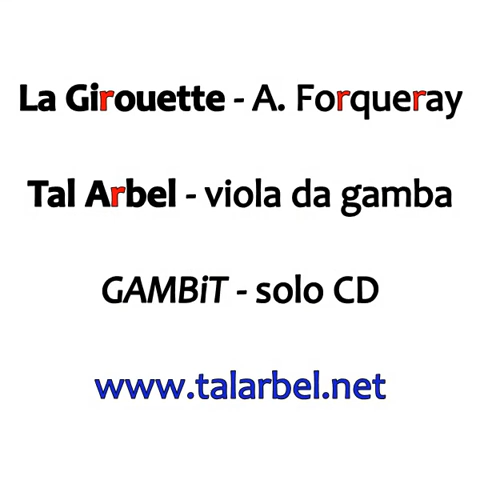 La Girouette - A. Forqueray
Tal Arbel - viola da gamba
GAMBiT - solo CD
www.talarbel.net